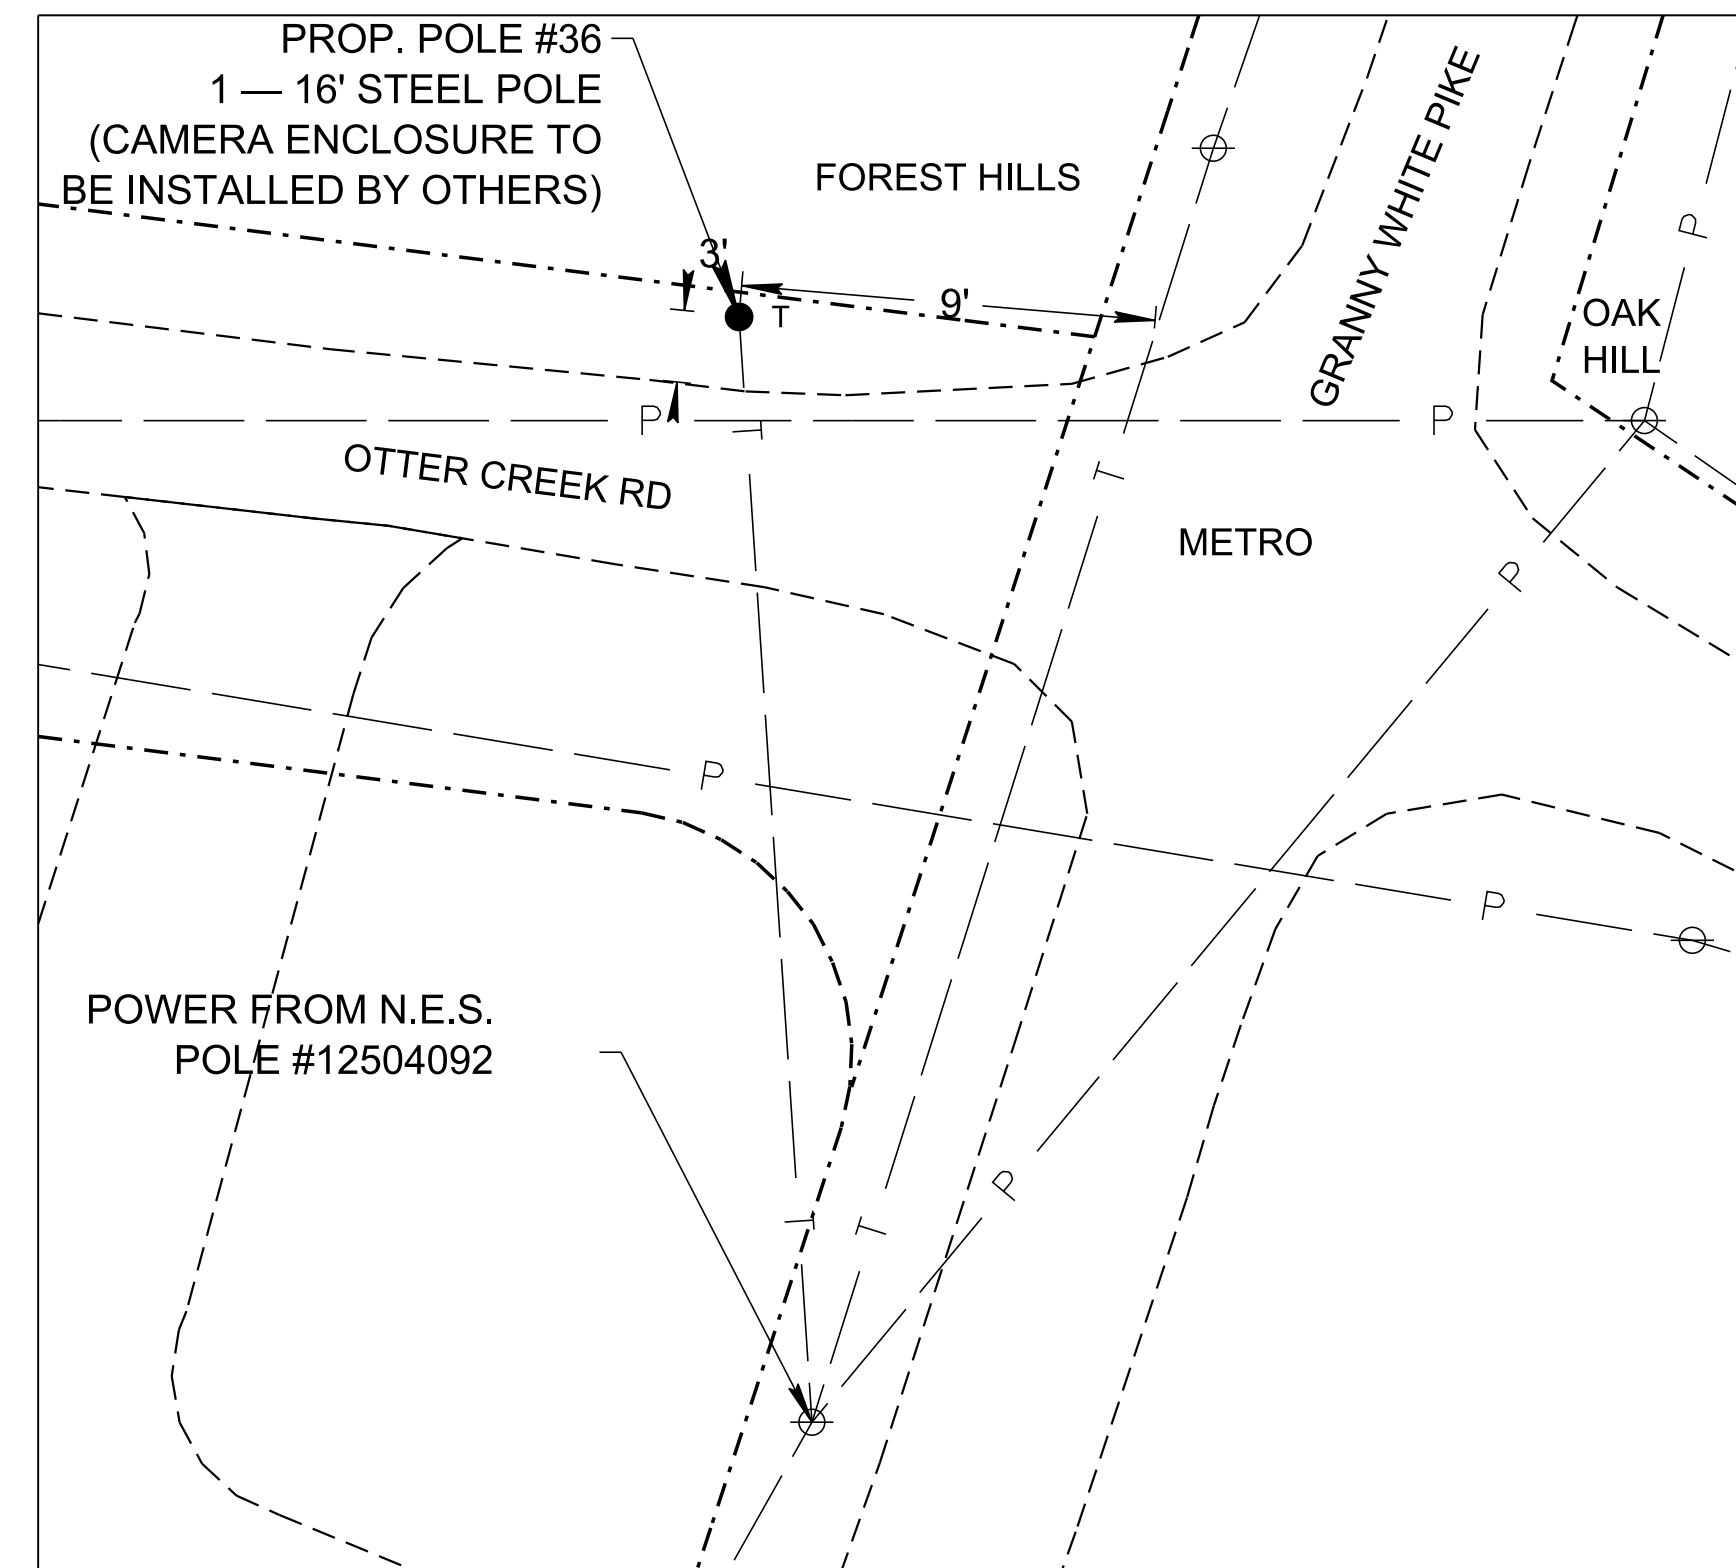 PROP. POLE #36
1 — 16' STEEL POLE
(CAMERA ENCLOSURE TO
BE INSTALLED BY OTHERS)
FOREST HILLS
GRANNY WHITE PIKE
P
3'
9'
T
OAK
HILL
P
P
T
T
OTTER CREEK RD
METRO
P
P
P
POWER FROM N.E.S.
POLE #12504092
P
T
T